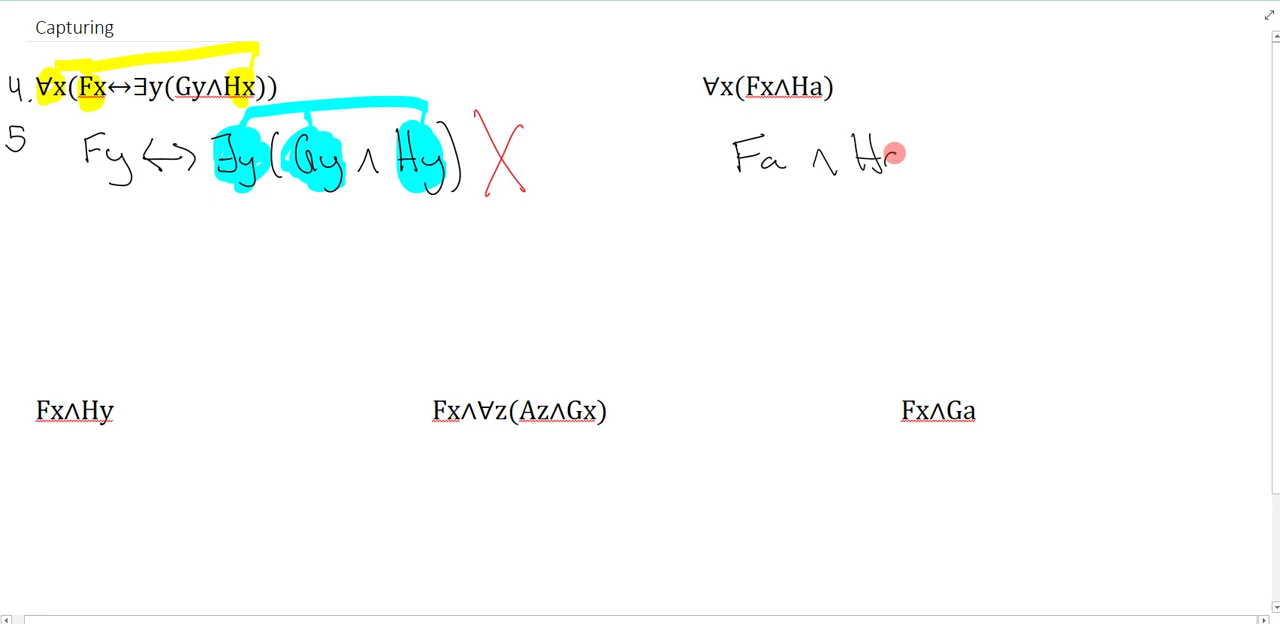 Capturing
4. ∀x(Fx↔∃y(Gy∧Hx))
∀x(Fx∧Ha)
5 Fy ↔ ∃y(Gy ∧ Hy) X
Fa ∧ H
Fx∧Hy
Fx∧∀z(Az∧Gx)
Fx∧Ga